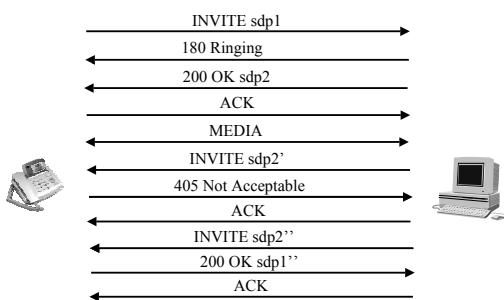 INVITE sdp1
180 Ringing
200 OK sdp2
ACK
MEDIA
INVITE sdp2'
405 Not Acceptable
ACK
INVITE sdp2''
200 OK sdp1''
ACK